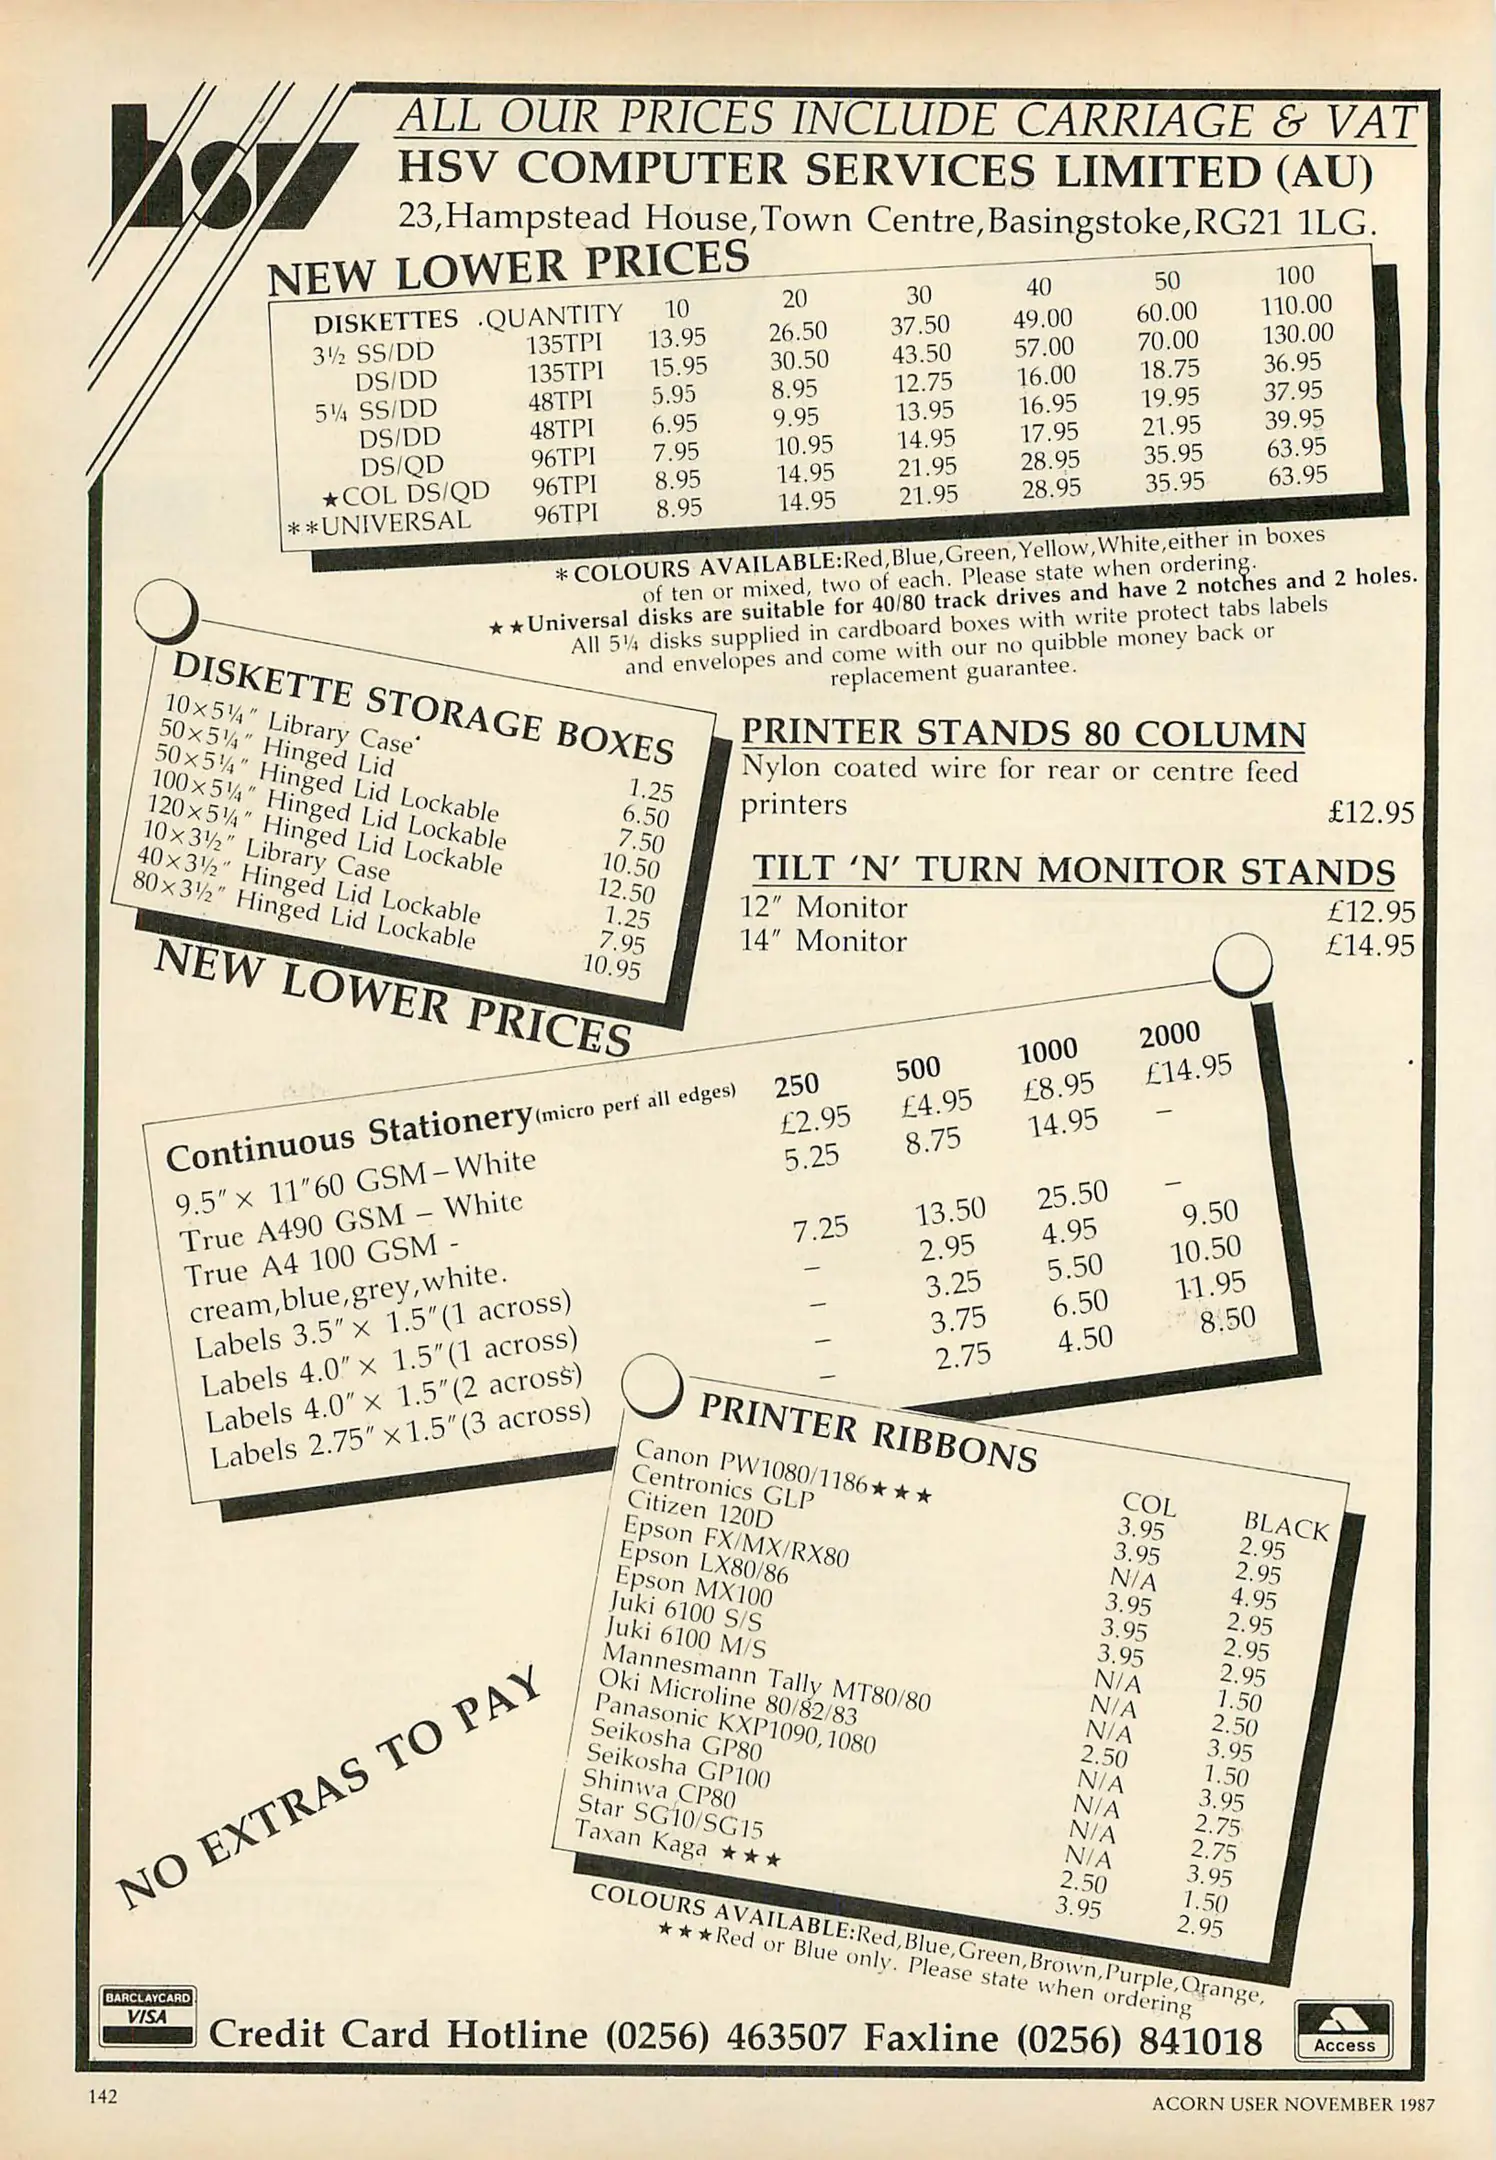 hsv
ALL OUR PRICES INCLUDE CARRIAGE & VAT
HSV COMPUTER SERVICES LIMITED (AU)
23,Hampstead House,Town Centre,Basingstoke,RG21 1LG.
NEW LOWER PRICES
DISKETTES .QUANTITY 10 20 30 40 50 100
3½ SS/DD 135TPI 13.95 26.50 37.50 49.00 60.00 110.00
DS/DD 135TPI 15.95 30.50 43.50 57.00 70.00 130.00
5¼ SS/DD 48TPI 5.95 8.95 12.75 16.00 18.75 36.95
DS/DD 48TPI 6.95 9.95 13.95 16.95 19.95 37.95
DS/QD 96TPI 7.95 10.95 14.95 17.95 21.95 39.95
★COL DS/QD 96TPI 8.95 14.95 21.95 28.95 35.95 63.95
**UNIVERSAL 96TPI 8.95 14.95 21.95 28.95 35.95 63.95
*COLOURS AVAILABLE:Red,Blue,Green,Yellow,White,either in boxes
of ten or mixed, two of each. Please state when ordering.
★★Universal disks are suitable for 40/80 track drives and have 2 notches and 2 holes.
All 5¼ disks supplied in cardboard boxes with write protect tabs labels
and envelopes and come with our no quibble money back or
replacement guarantee.
DISKETTE STORAGE BOXES
10×5¼" Library Case 1.25
50×5¼" Hinged Lid 6.50
50×5¼" Hinged Lid Lockable 7.50
100×5¼" Hinged Lid Lockable 10.50
120×5¼" Hinged Lid Lockable 12.50
10×3½" Library Case 1.25
40×3½" Hinged Lid Lockable 7.95
80×3½" Hinged Lid Lockable 10.95
NEW LOWER PRICES
PRINTER STANDS 80 COLUMN
Nylon coated wire for rear or centre feed
printers £12.95
TILT 'N' TURN MONITOR STANDS
12" Monitor £12.95
14" Monitor £14.95
Continuous Stationery(micro perf all edges) 250 500 1000 2000
9.5"× 11"60 GSM–White £2.95 £4.95 £8.95 £14.95
True A490 GSM – White 5.25 8.75 14.95 –
True A4 100 GSM -
cream,blue,grey,white. 7.25 13.50 25.50 –
Labels 3.5"× 1.5"(1 across) – 2.95 4.95 9.50
Labels 4.0"× 1.5"(1 across) – 3.25 5.50 10.50
Labels 4.0"× 1.5"(2 across) – 3.75 6.50 11.95
Labels 2.75"×1.5"(3 across) – 2.75 4.50 8.50
PRINTER RIBBONS
COL BLACK
Canon PW1080/1186★★★ 3.95 2.95
Centronics GLP 3.95 2.95
Citizen 120D N/A 4.95
Epson FX/MX/RX80 3.95 2.95
Epson LX80/86 3.95 2.95
Epson MX100 3.95 2.95
Juki 6100 S/S N/A 1.50
Juki 6100 M/S N/A 2.50
Mannesmann Tally MT80/80 N/A 3.95
Oki Microline 80/82/83 2.50 1.50
Panasonic KXP1090,1080 N/A 3.95
Seikosha GP80 N/A 2.75
Seikosha GP100 N/A 2.75
Shinwa CP80 N/A 3.95
Star SG10/SG15 2.50 1.50
Taxan Kaga ★★★ 3.95 2.95
COLOURS AVAILABLE:Red,Blue,Green,Brown,Purple,Orange,
★★★Red or Blue only. Please state when ordering
NO EXTRAS TO PAY
BARCLAYCARD
VISA
Credit Card Hotline (0256) 463507 Faxline (0256) 841018
Access
142
ACORN USER NOVEMBER 1987